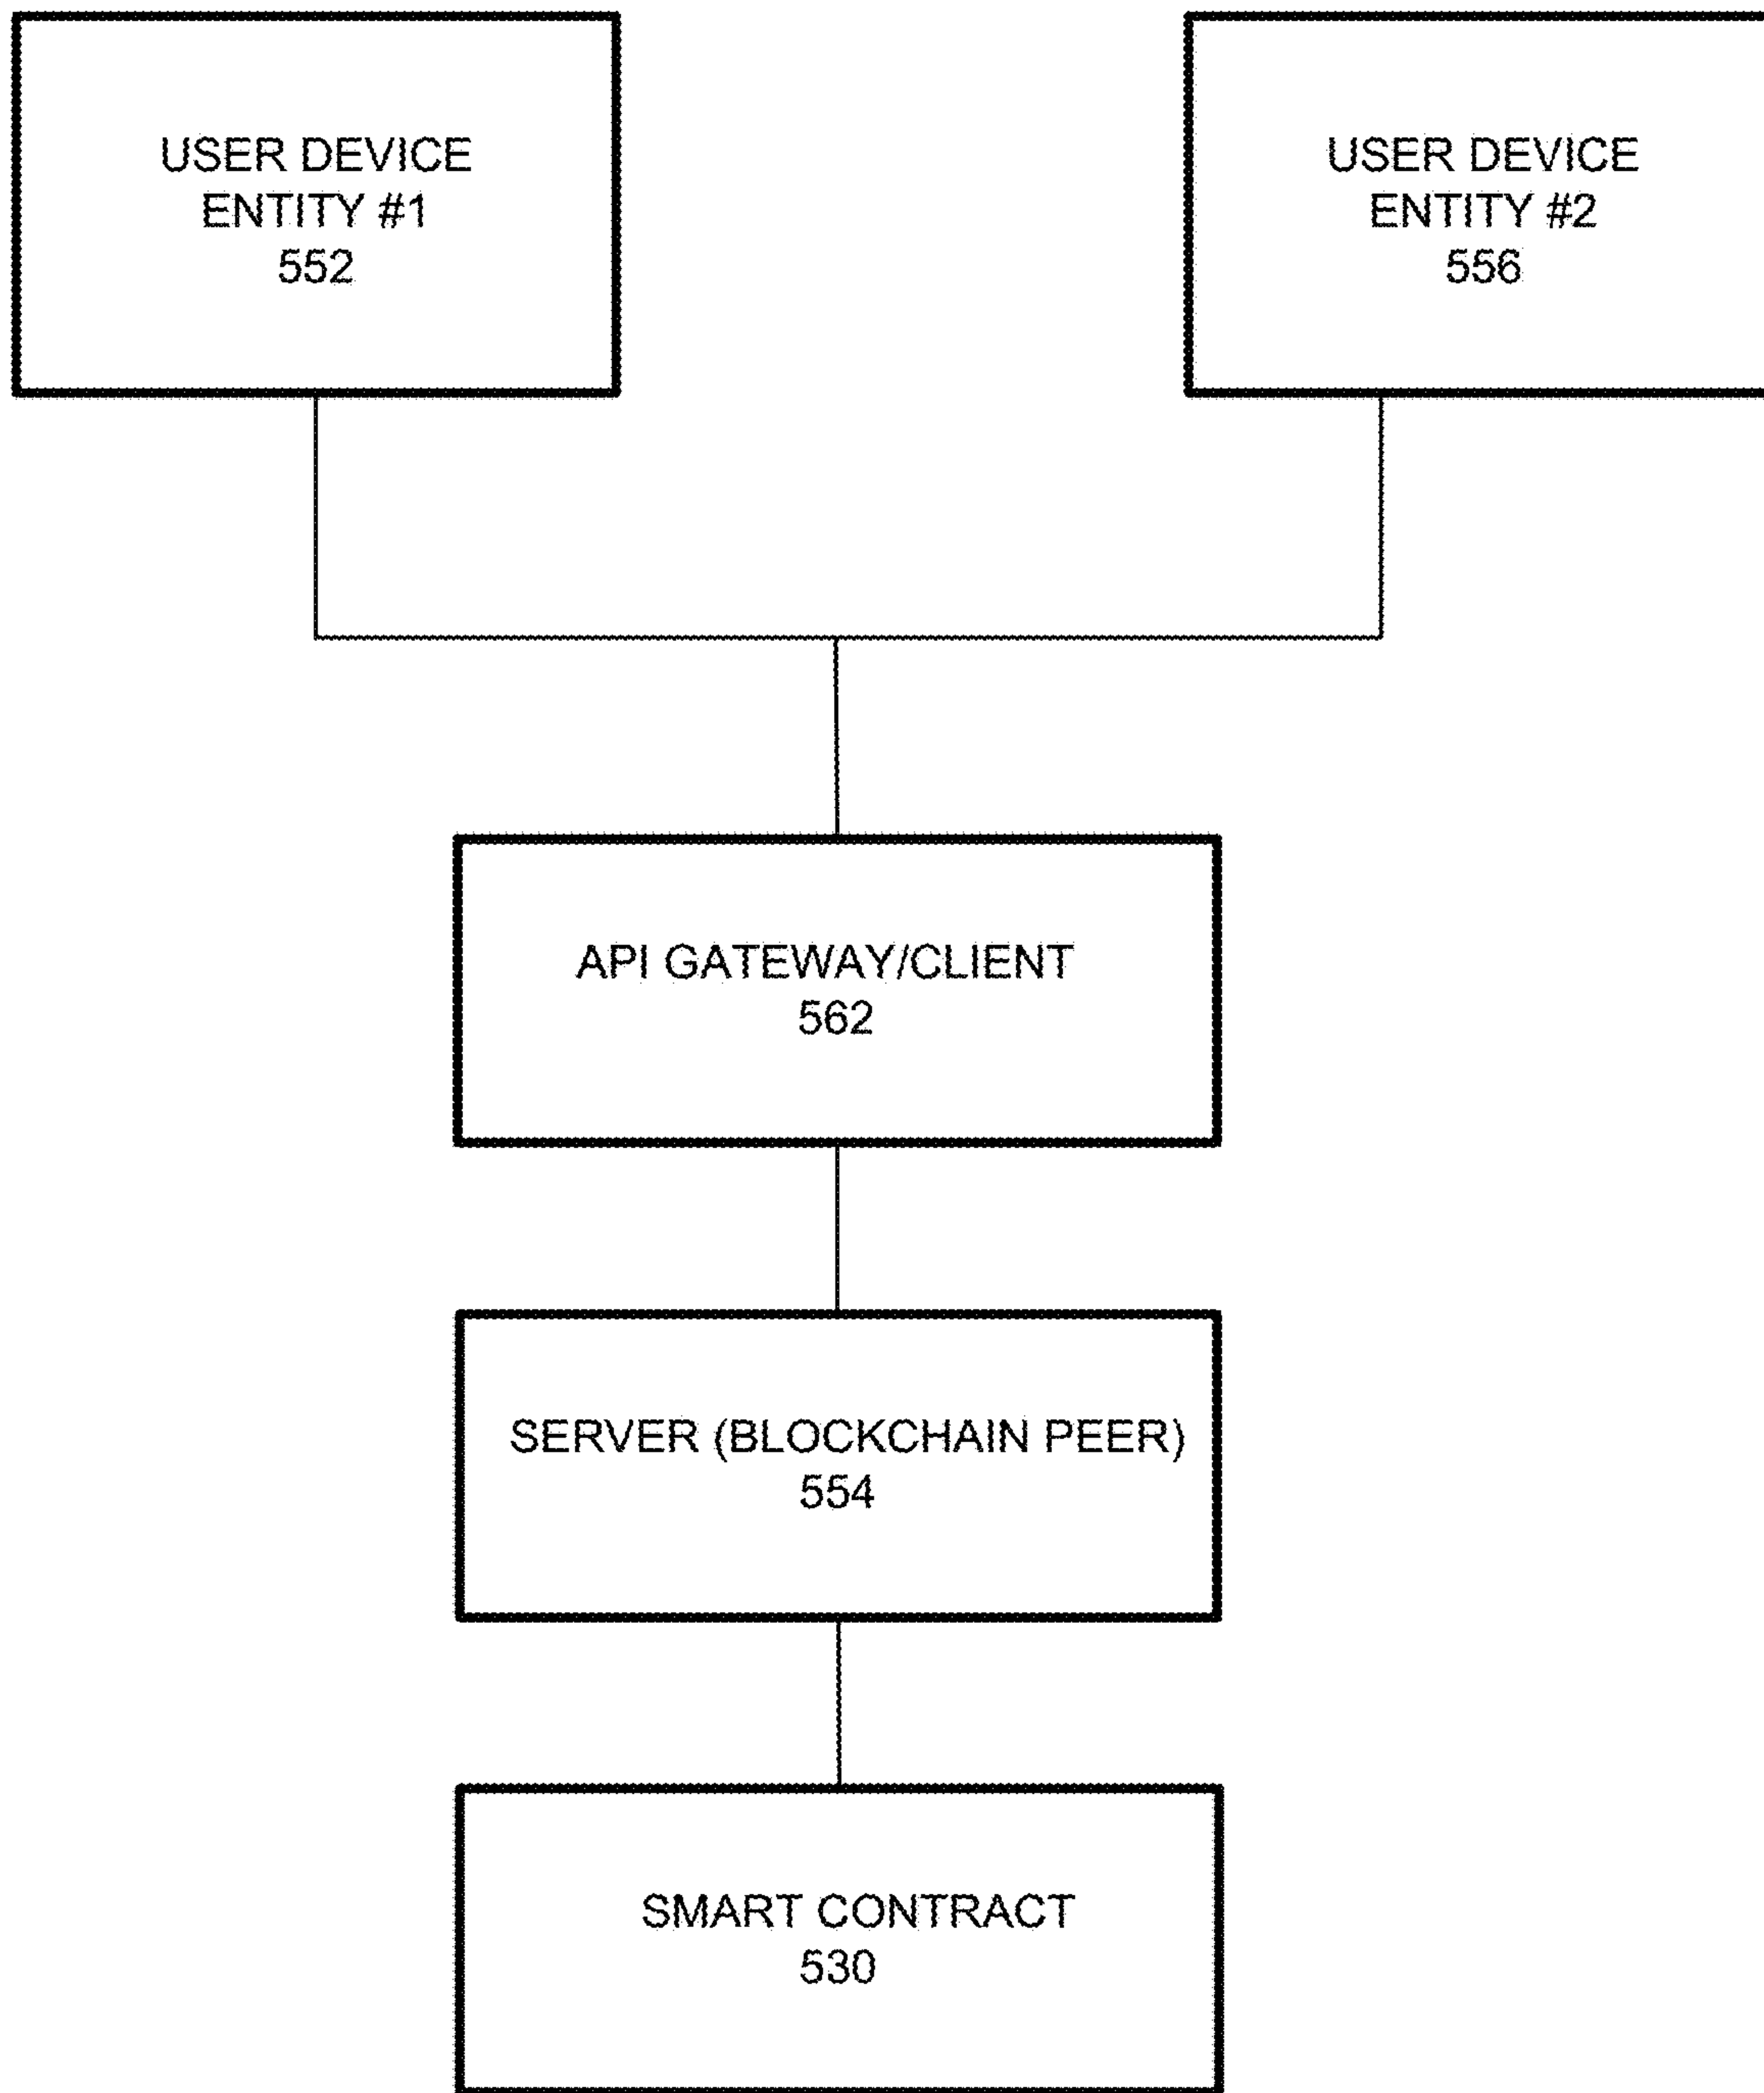 USER DEVICE
ENTITY #1
552
USER DEVICE
ENTITY #2
556
API GATEWAY/CLIENT
562
SERVER (BLOCKCHAIN PEER)
554
SMART CONTRACT
530